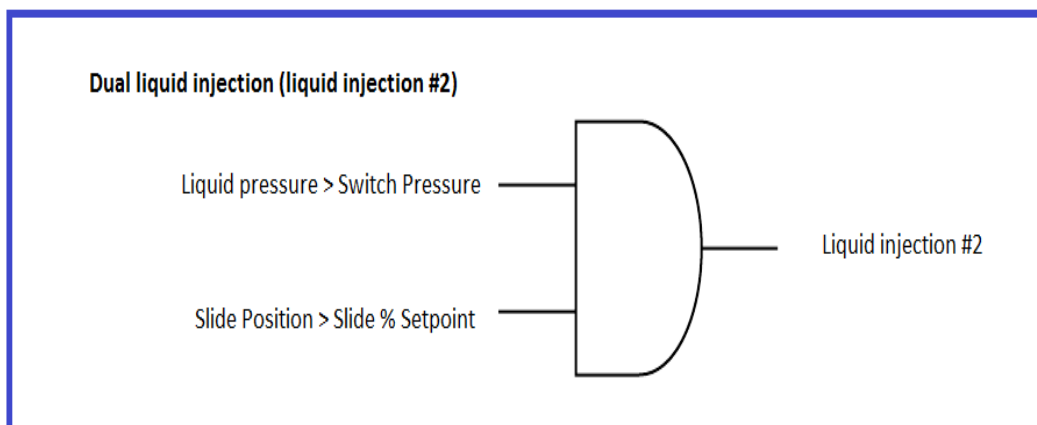 Dual liquid injection (liquid injection #2)
Liquid pressure > Switch Pressure
Liquid injection #2
Slide Position > Slide % Setpoint